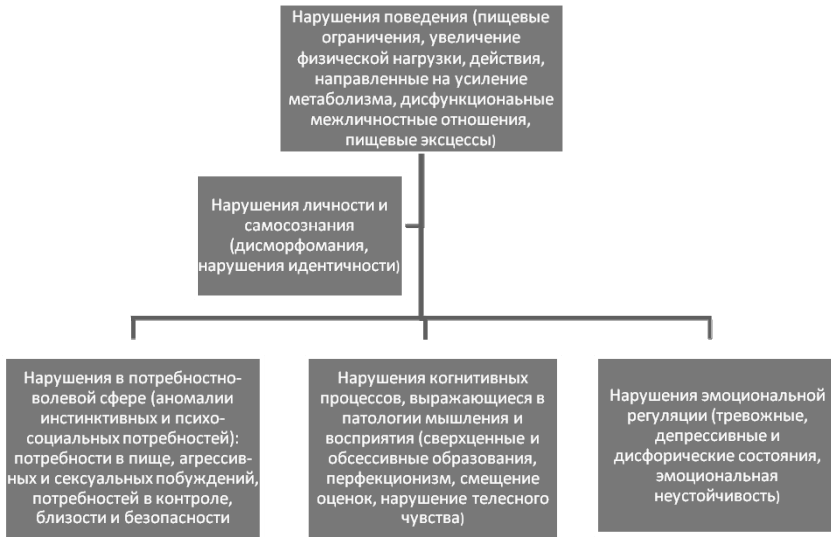 Нарушения поведения (пищевые
ограничения, увеличение
физической нагрузки, действия,
направленные на усиление
метаболизма, дисфункциональные
межличностные отношения,
пищевые эксцессы)
Нарушения личности и
самосознания
(дисморфомания,
нарушения идентичности)
Нарушения в потребностно-
волевой сфере (аномалии
инстинктивных и психо-
социальных потребностей):
потребности в пище, агрессив-
ных и сексуальных побуждений,
потребностей в контроле,
близости и безопасности
Нарушения когнитивных
процессов, выражающиеся в
патологии мышления и
восприятия (сверхценные и
обсессивные образования,
перфекционизм, смещение
оценок, нарушение телесного
чувства)
Нарушения эмоциональной
регуляции (тревожные,
депрессивные и
дисфорические состояния,
эмоциональная
неустойчивость)